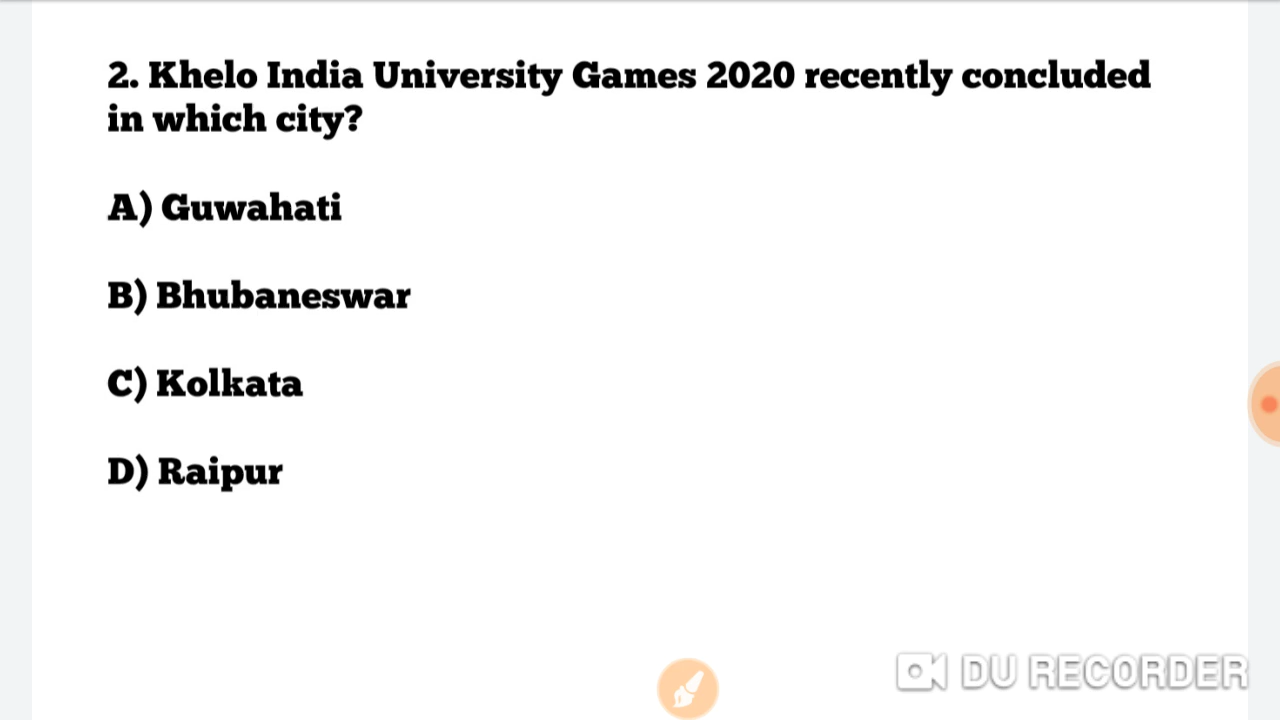 2. Khelo India University Games 2020 recently concluded
in which city?
A) Guwahati
B) Bhubaneswar
C) Kolkata
D) Raipur
DU RECORDER